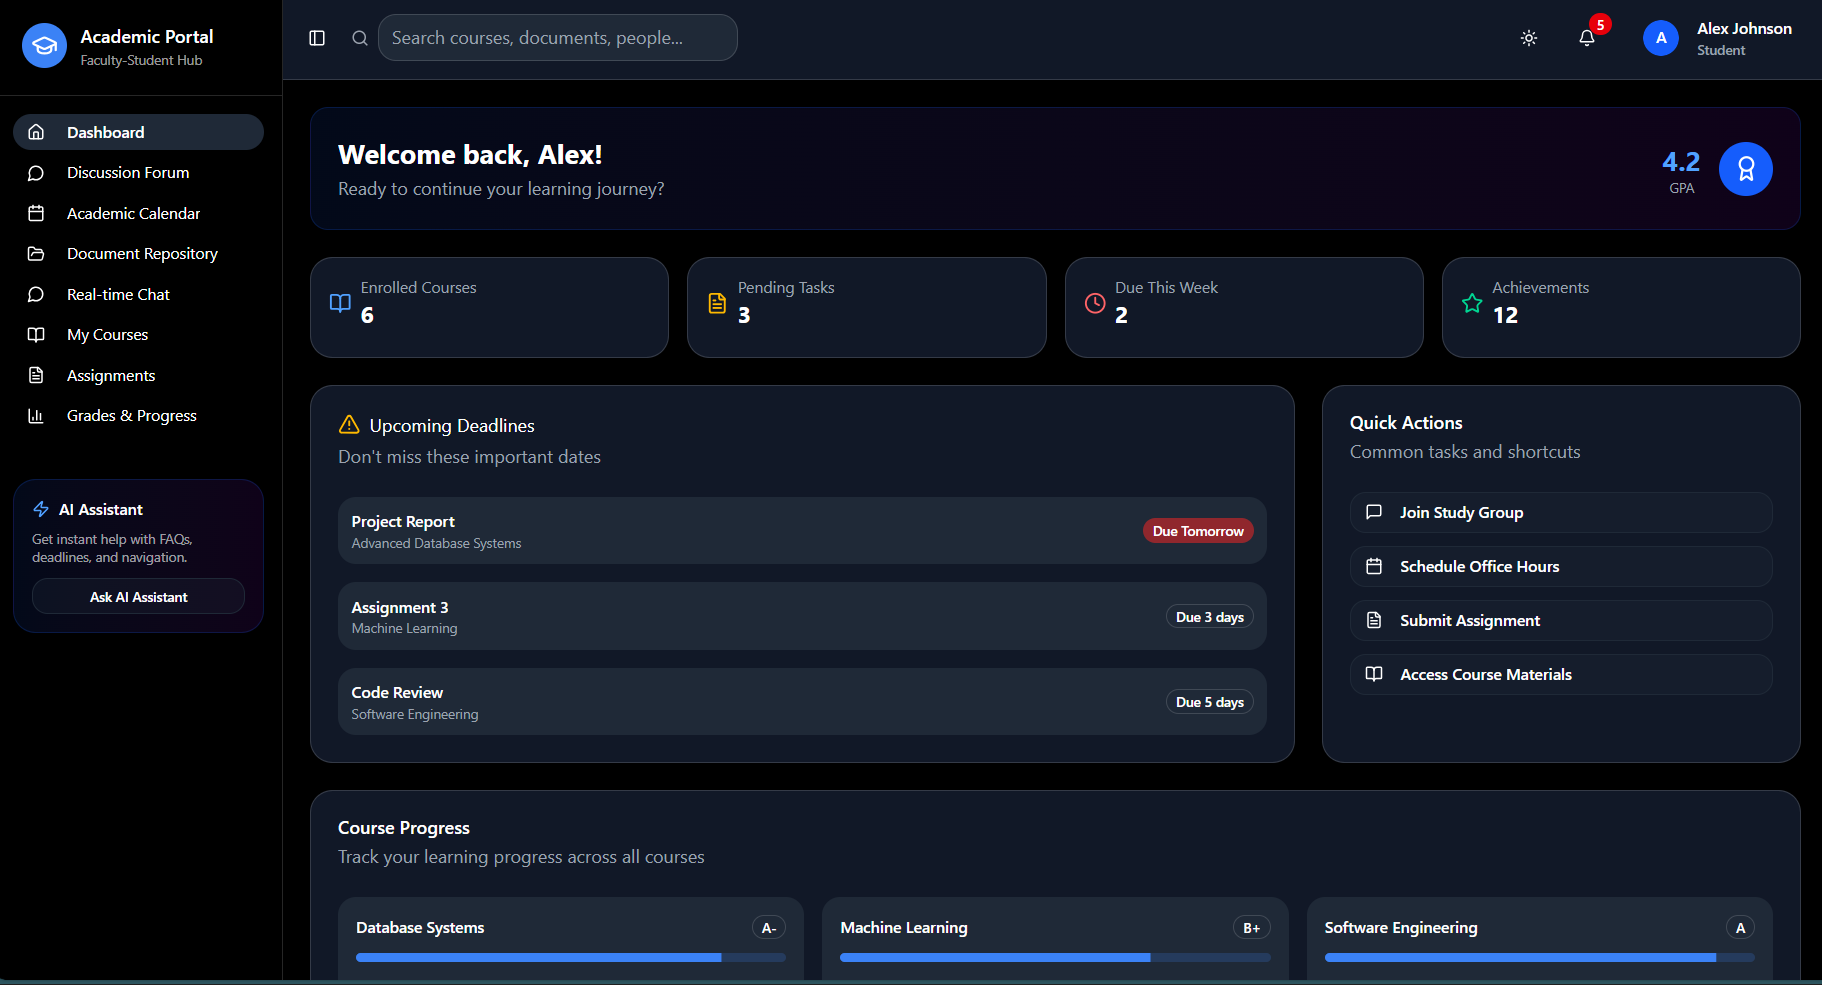 Academic Portal
Faculty-Student Hub
Dashboard
Discussion Forum
Academic Calendar
Document Repository
Real-time Chat
My Courses
Assignments
Grades & Progress
AI Assistant
Get instant help with FAQs,
deadlines, and navigation.
Ask AI Assistant
Search courses, documents, people...
5
A
Alex Johnson
Student
Welcome back, Alex!
Ready to continue your learning journey?
4.2
GPA
Enrolled Courses
6
Pending Tasks
3
Due This Week
2
Achievements
12
Upcoming Deadlines
Don't miss these important dates
Project Report
Advanced Database Systems
Due Tomorrow
Assignment 3
Machine Learning
Due 3 days
Code Review
Software Engineering
Due 5 days
Quick Actions
Common tasks and shortcuts
Join Study Group
Schedule Office Hours
Submit Assignment
Access Course Materials
Course Progress
Track your learning progress across all courses
Database Systems
A-
Machine Learning
B+
Software Engineering
A